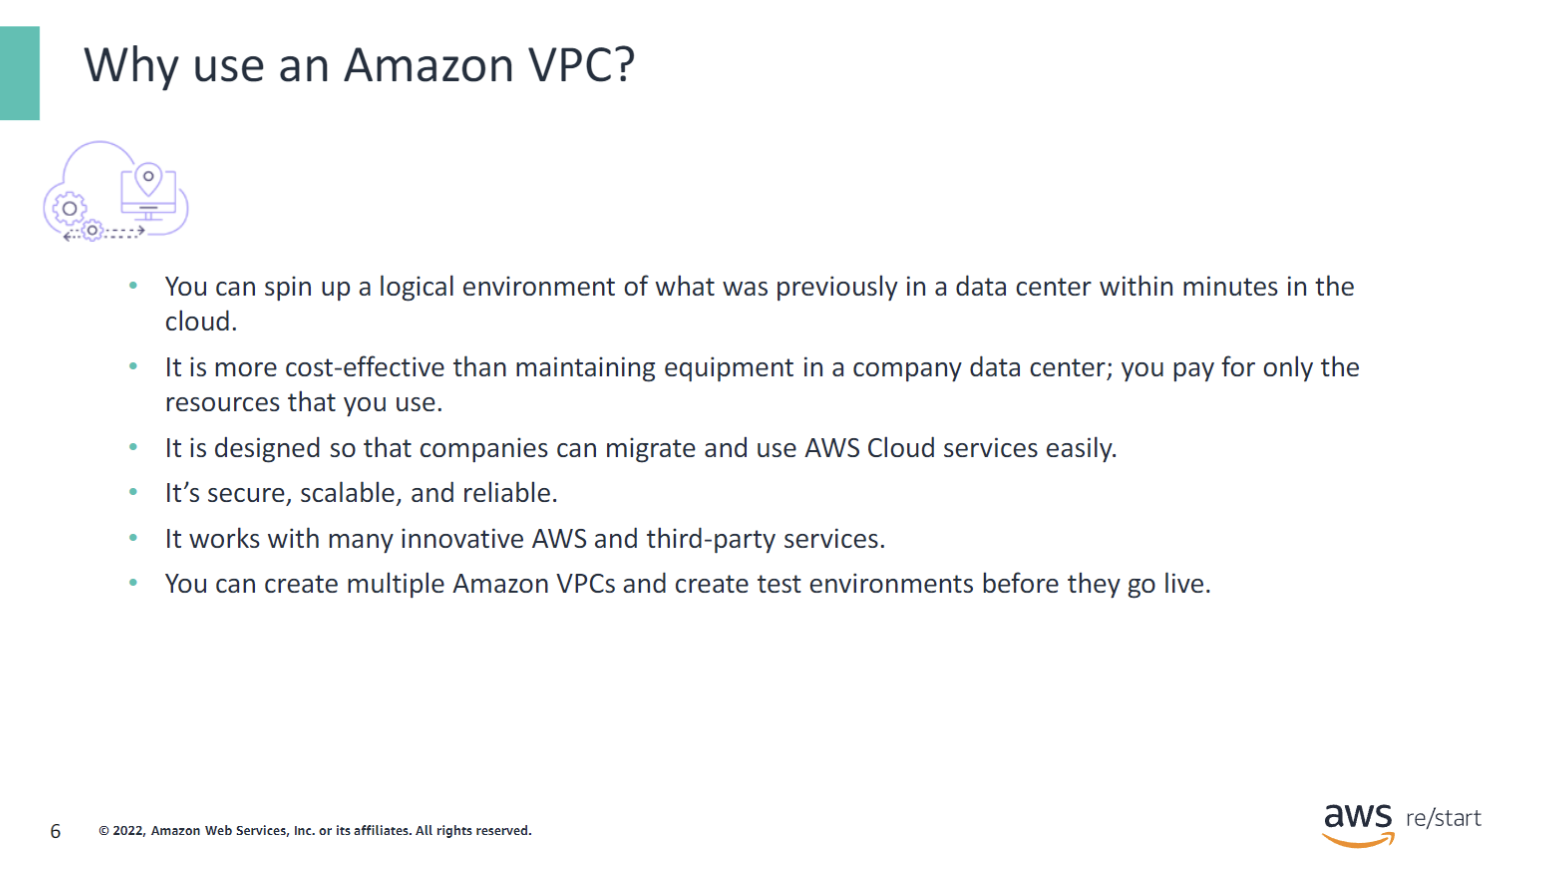 Why use an Amazon VPC?
• You can spin up a logical environment of what was previously in a data center within minutes in the
cloud.
• It is more cost-effective than maintaining equipment in a company data center; you pay for only the
resources that you use.
• It is designed so that companies can migrate and use AWS Cloud services easily.
• It’s secure, scalable, and reliable.
• It works with many innovative AWS and third-party services.
• You can create multiple Amazon VPCs and create test environments before they go live.
6 © 2022, Amazon Web Services, Inc. or its affiliates. All rights reserved.
aws re/start